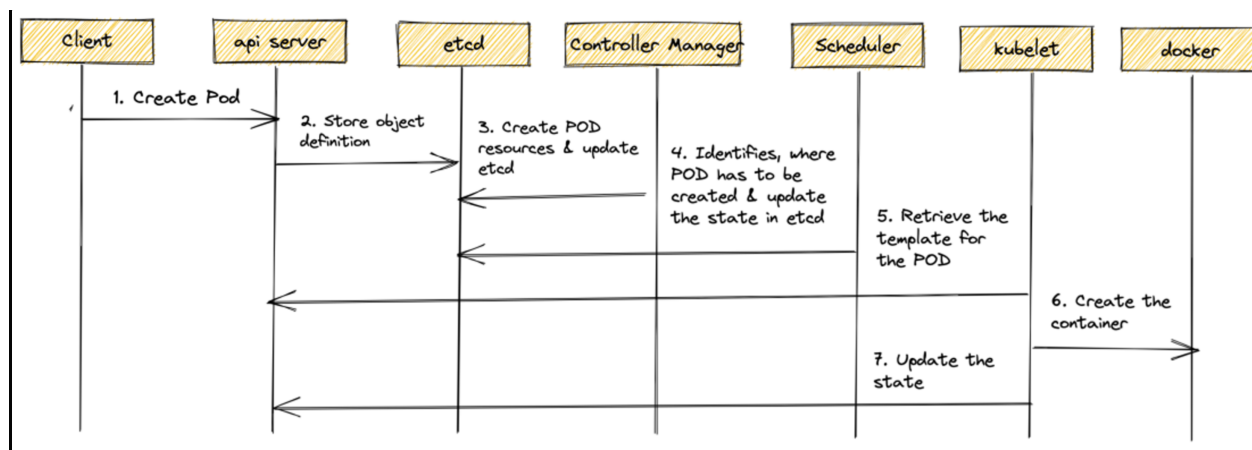 Client
api server
etcd
Controller Manager
Scheduler
kubelet
docker
1. Create Pod
2. Store object
definition
3. Create POD
resources & update
etcd
4. Identifies, where
POD has to be
created & update
the state in etcd
5. Retrieve the
template for
the POD
6. Create the
container
7. Update the
state